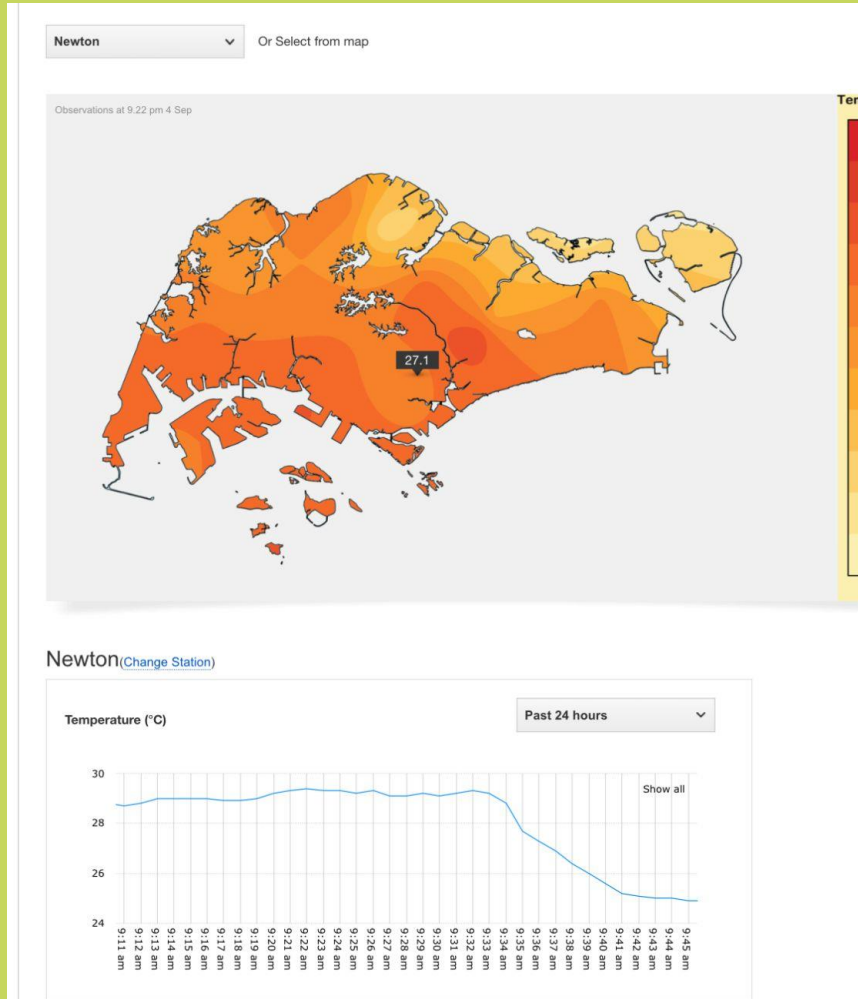 Newton
Or Select from map
Observations at 9.22 pm 4 Sep
27.1
Newton(Change Station)
Temperature (°C)
Past 24 hours
Show all
30
28
26
24
9:11 am
9:12 am
9:13 am
9:14 am
9:15 am
9:16 am
9:17 am
9:18 am
9:19 am
9:20 am
9:21 am
9:22 am
9:23 am
9:24 am
9:25 am
9:26 am
9:27 am
9:28 am
9:29 am
9:30 am
9:31 am
9:32 am
9:33 am
9:34 am
9:35 am
9:36 am
9:37 am
9:38 am
9:39 am
9:40 am
9:41 am
9:42 am
9:43 am
9:44 am
9:45 am